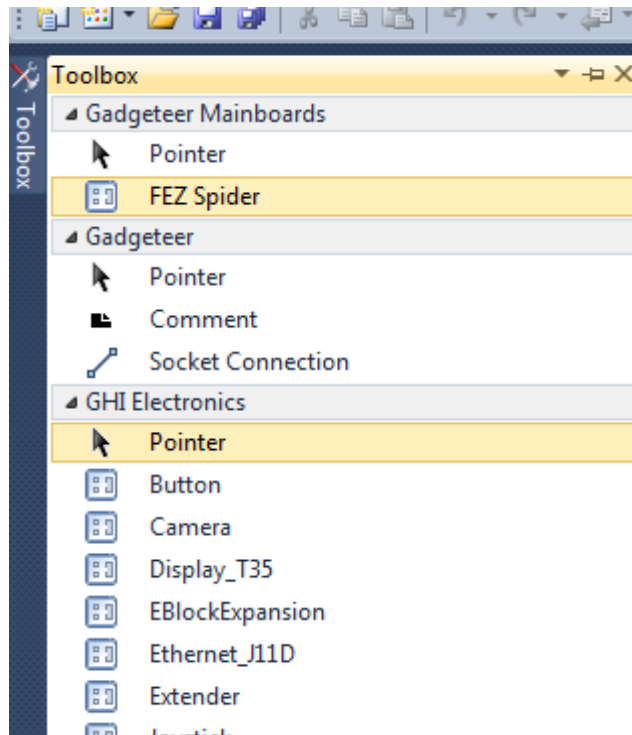 Toolbox
Toolbox
Gadgeteer Mainboards
Pointer
FEZ Spider
Gadgeteer
Pointer
Comment
Socket Connection
GHI Electronics
Pointer
Button
Camera
Display_T35
EBlockExpansion
Ethernet_J11D
Extender